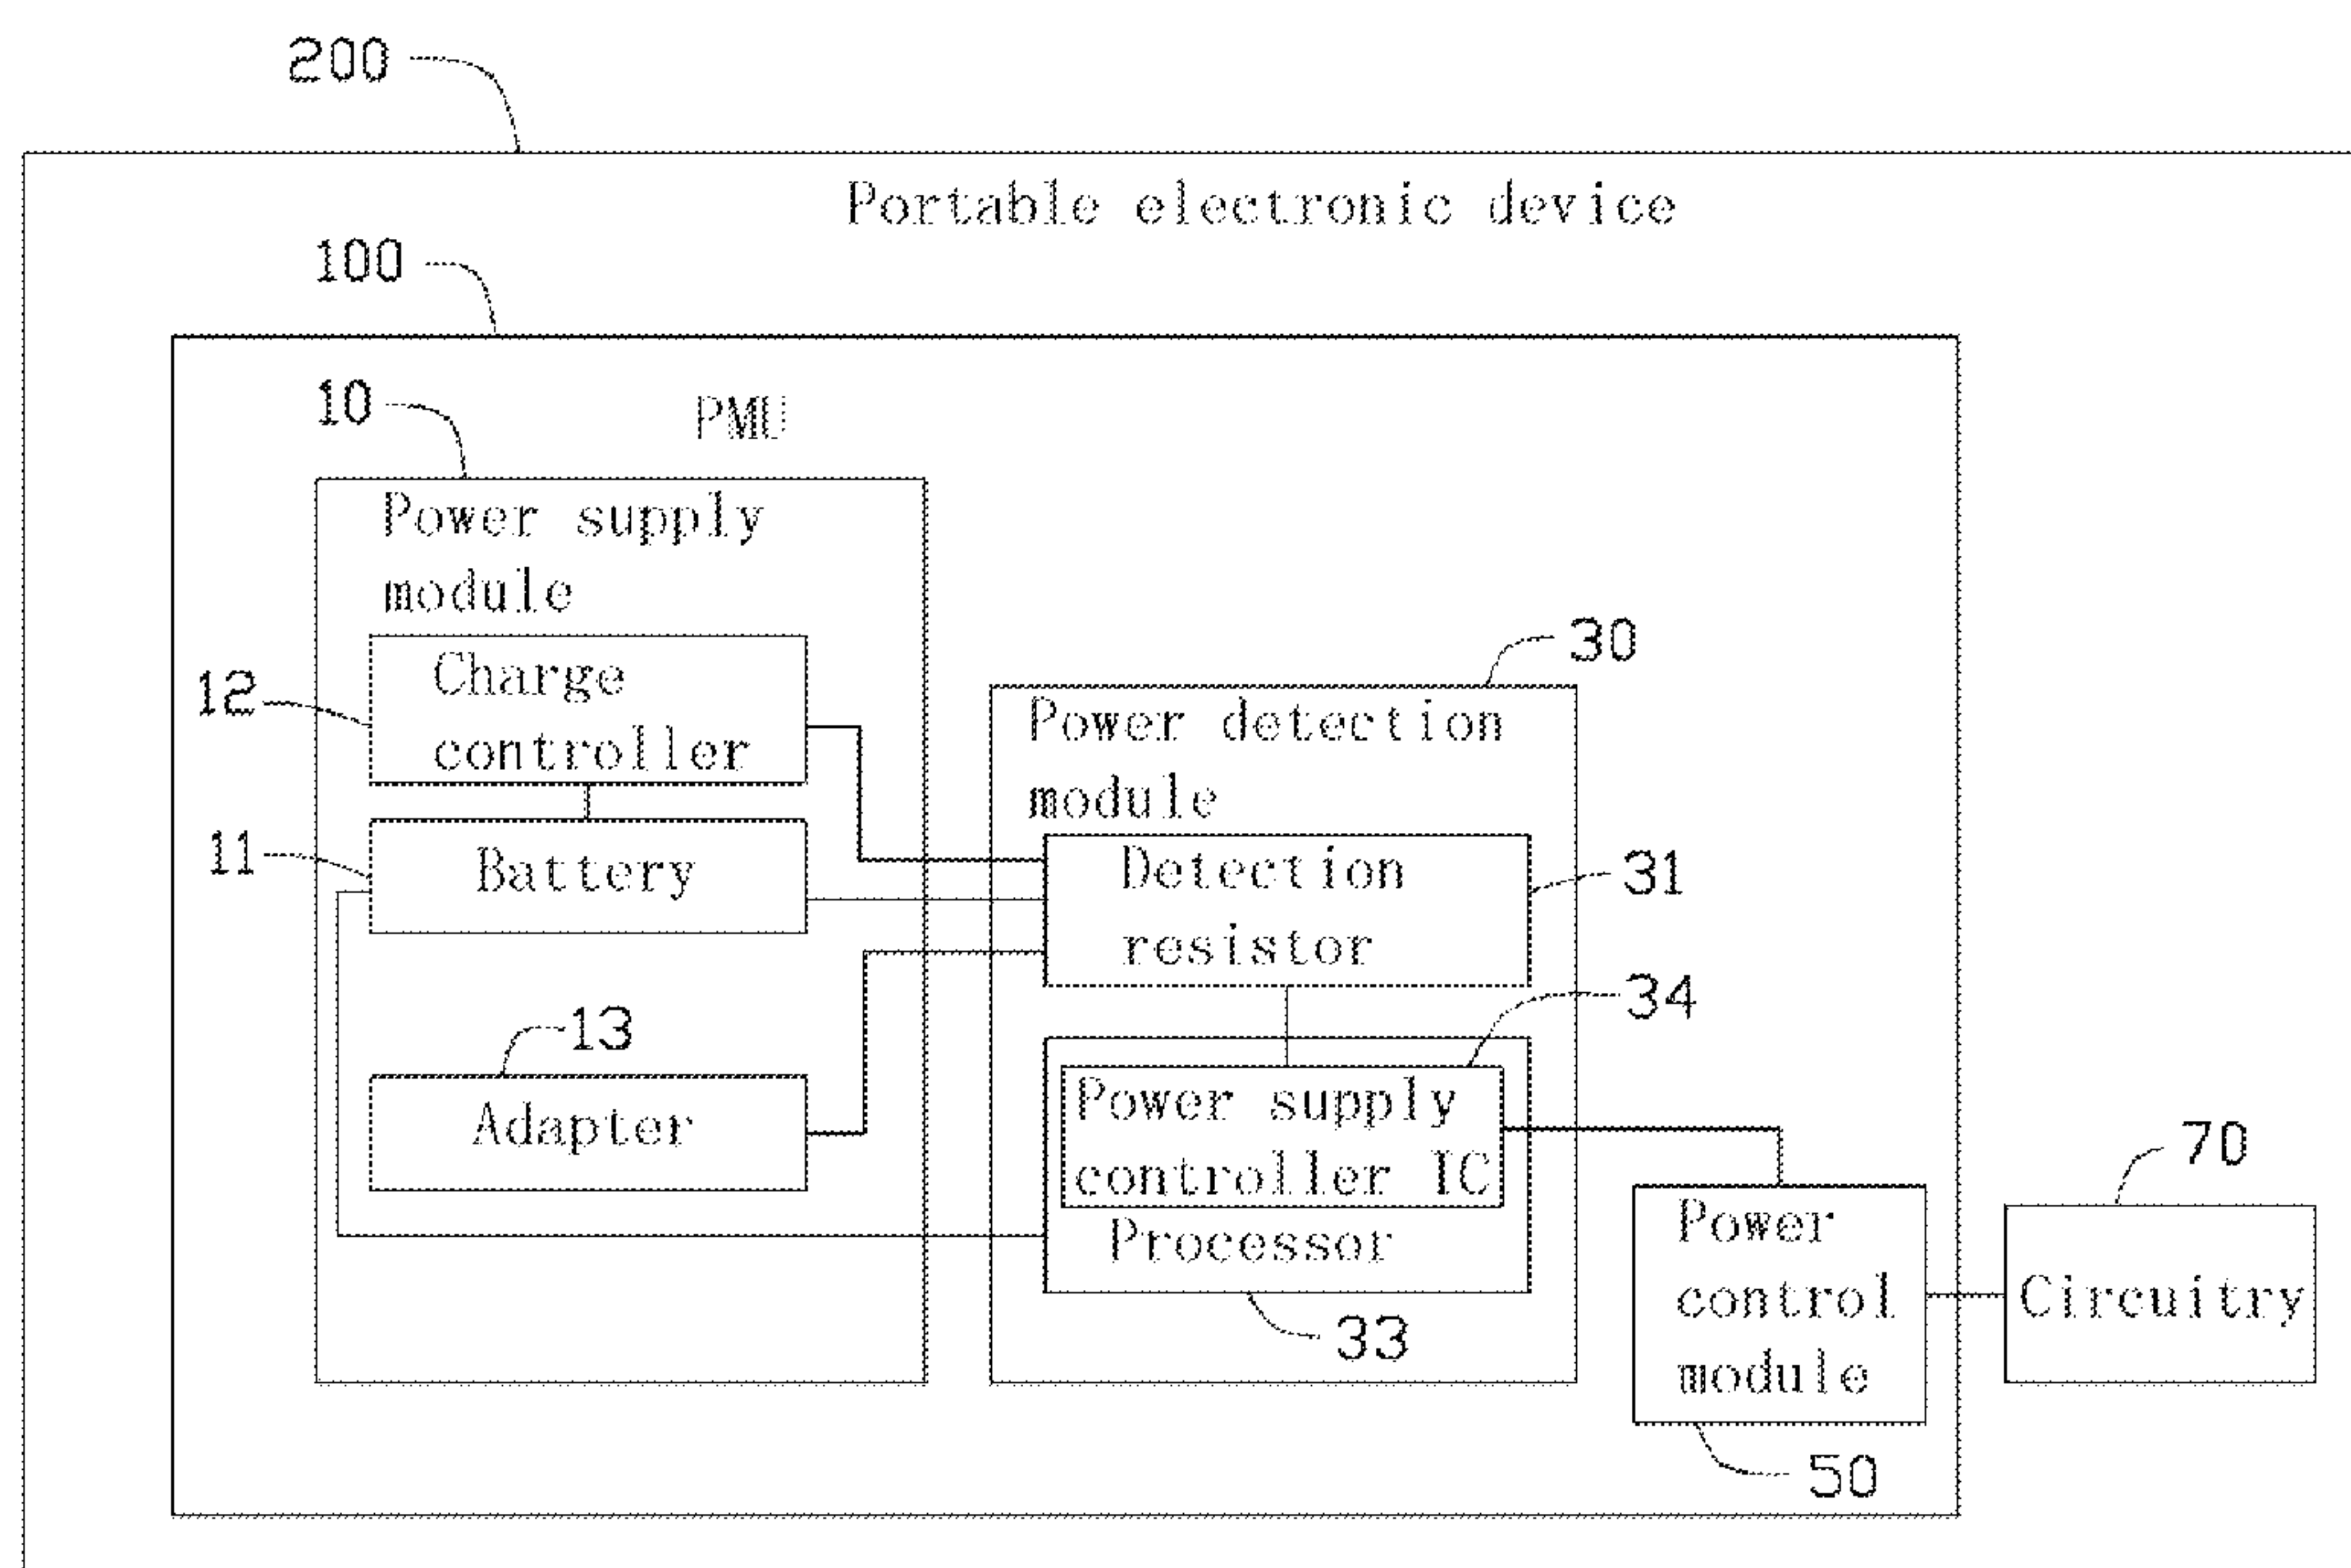 200
Portable electronic device
100
10
PMU
Power supply
module
30
12
Charge
controller
Power detection
module
11
Battery
Detection
resistor
31
34
13
Adapter
Power supply
controller IC
Processor
33
70
Power
control
module
Circuitry
50